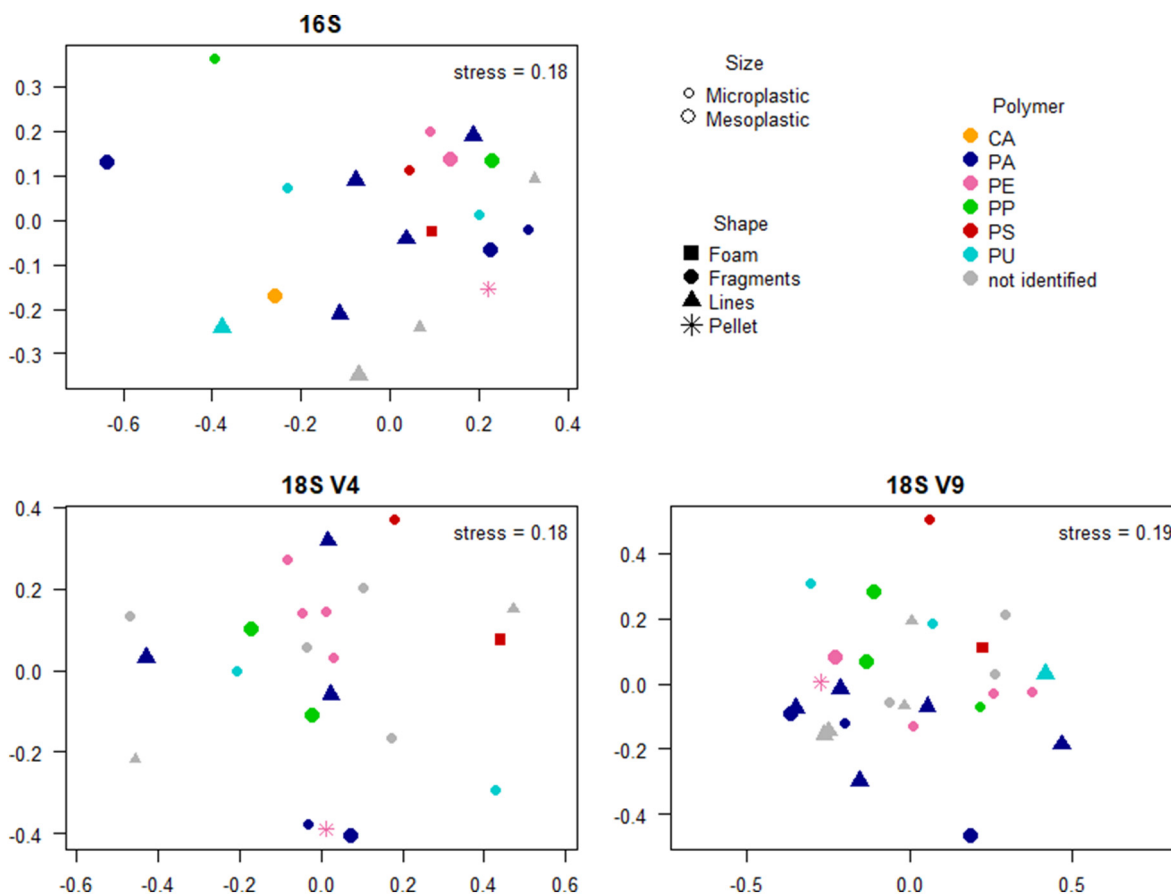 16S
stress = 0.18
0.3
0.2
0.1
0.0
-0.1
-0.2
-0.3
-0.6 -0.4 -0.2 0.0 0.2 0.4
Size
Microplastic
Mesoplastic
Shape
Foam
Fragments
Lines
Pellet
Polymer
CA
PA
PE
PP
PS
PU
not identified
18S V4
stress = 0.18
0.4
0.2
0.0
-0.2
-0.4
-0.6 -0.4 -0.2 0.0 0.2 0.4 0.6
18S V9
stress = 0.19
0.4
0.2
0.0
-0.2
-0.4
-0.5 0.0 0.5